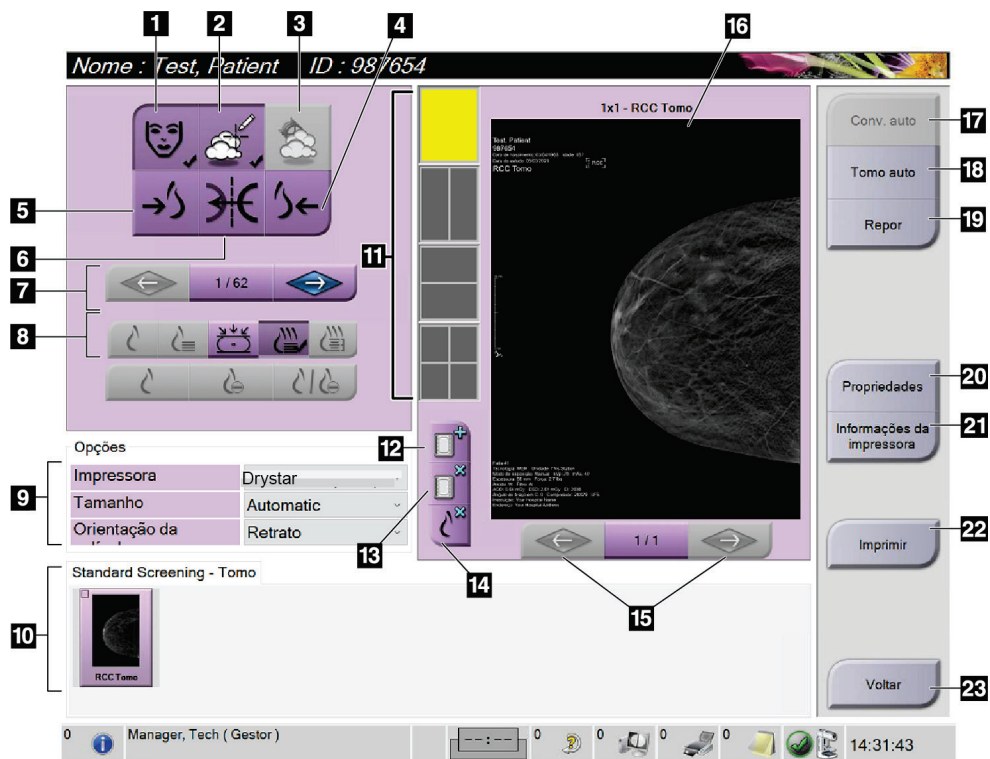 1
2
3
4
16
Nome : Test, Patient ID : 987654
1x1 - RCC Tomo
Test, Patient
987654
RCC Tomo
Conv. auto
17
Tomo auto
18
Repor
19
5
6
11
7
1 / 62
8
Propriedades
20
Informações da
impressora
21
Opções
12
9
Impressora
Drystar
Tamanho
Automatic
Orientação da
Retrato
13
14
1 / 1
15
Imprimir
22
Standard Screening - Tomo
10
RCC Tomo
Voltar
23
0
Manager, Tech ( Gestor )
--:--
0
0
0
0
14:31:43